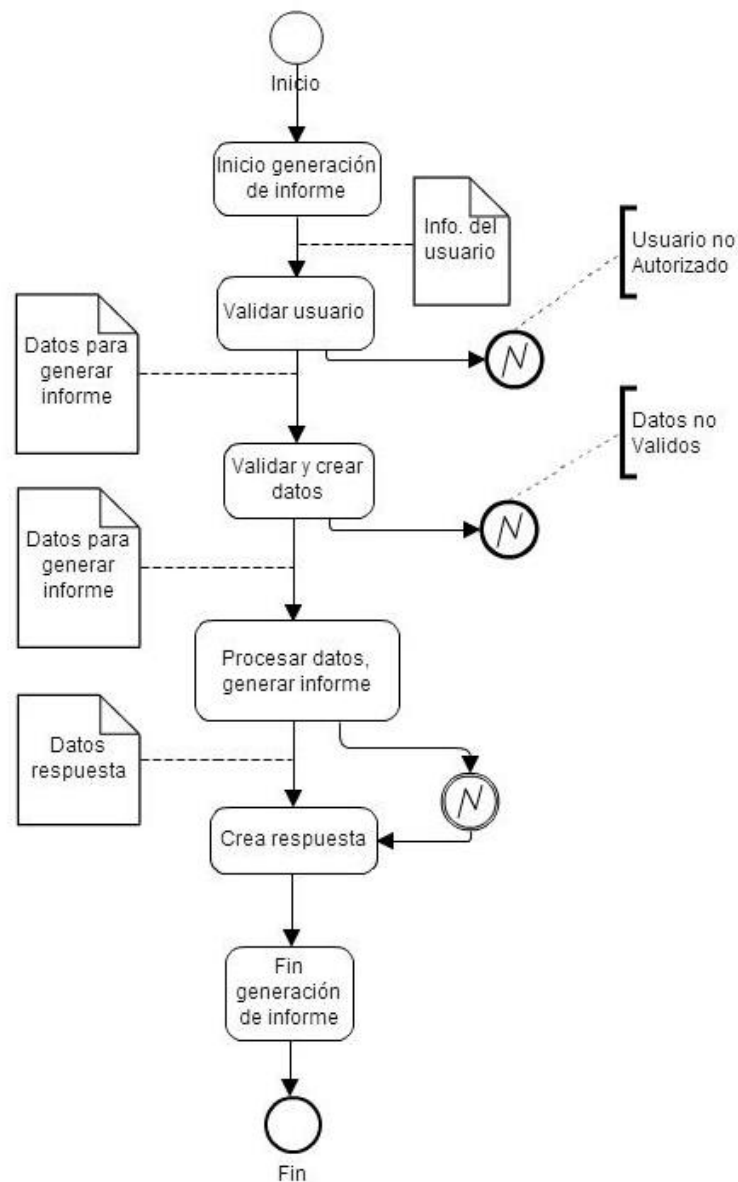 Inicio
Inicio generación
de informe
Info. del
usuario
Usuario no
Autorizado
Validar usuario
Datos para
generar
informe
Datos no
Validos
Validar y crear
datos
Datos para
generar
informe
Procesar datos,
generar informe
Datos
respuesta
Crea respuesta
Fin
generación
de informe
Fin